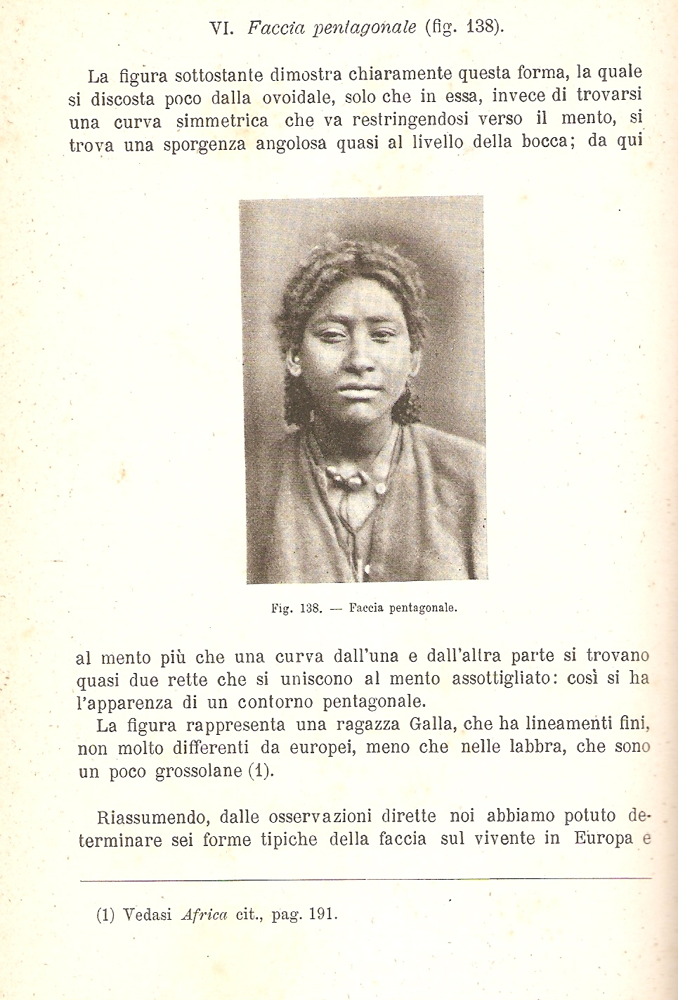 VI. Faccia pentagonale (fig. 138).
La figura sottostante dimostra chiaramente questa forma, la quale
si discosta poco dalla ovoidale, solo che in essa, invece di trovarsi
una curva simmetrica che va restringendosi verso il mento, si
trova una sporgenza angolosa quasi al livello della bocca; da qui
Fig. 138. — Faccia pentagonale.
al mento più che una curva dall'una e dall'altra parte si trovano
quasi due rette che si uniscono al mento assottigliato: così si ha
l'apparenza di un contorno pentagonale.
La figura rappresenta una ragazza Galla, che ha lineamenti fini,
non molto differenti da europei, meno che nelle labbra, che sono
un poco grossolane (1).
Riassumendo, dalle osservazioni dirette noi abbiamo potuto de-
terminare sei forme tipiche della faccia sul vivente in Europa e
(1) Vedasi Africa cit., pag. 191.